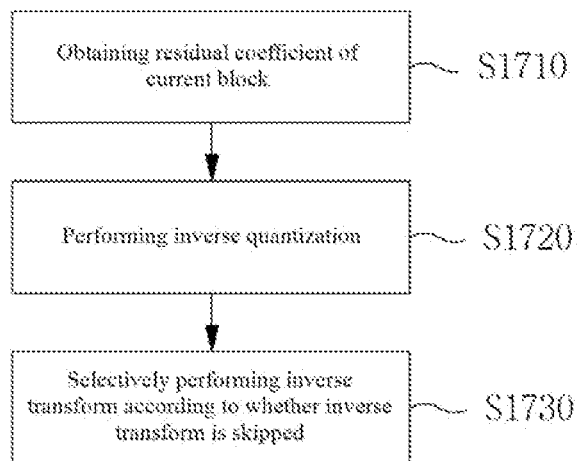 Obtaining residual coefficient of
current block
S1710
Performing inverse quantization
S1720
Selectively performing inverse
transform according to whether inverse
transform is skipped
S1730